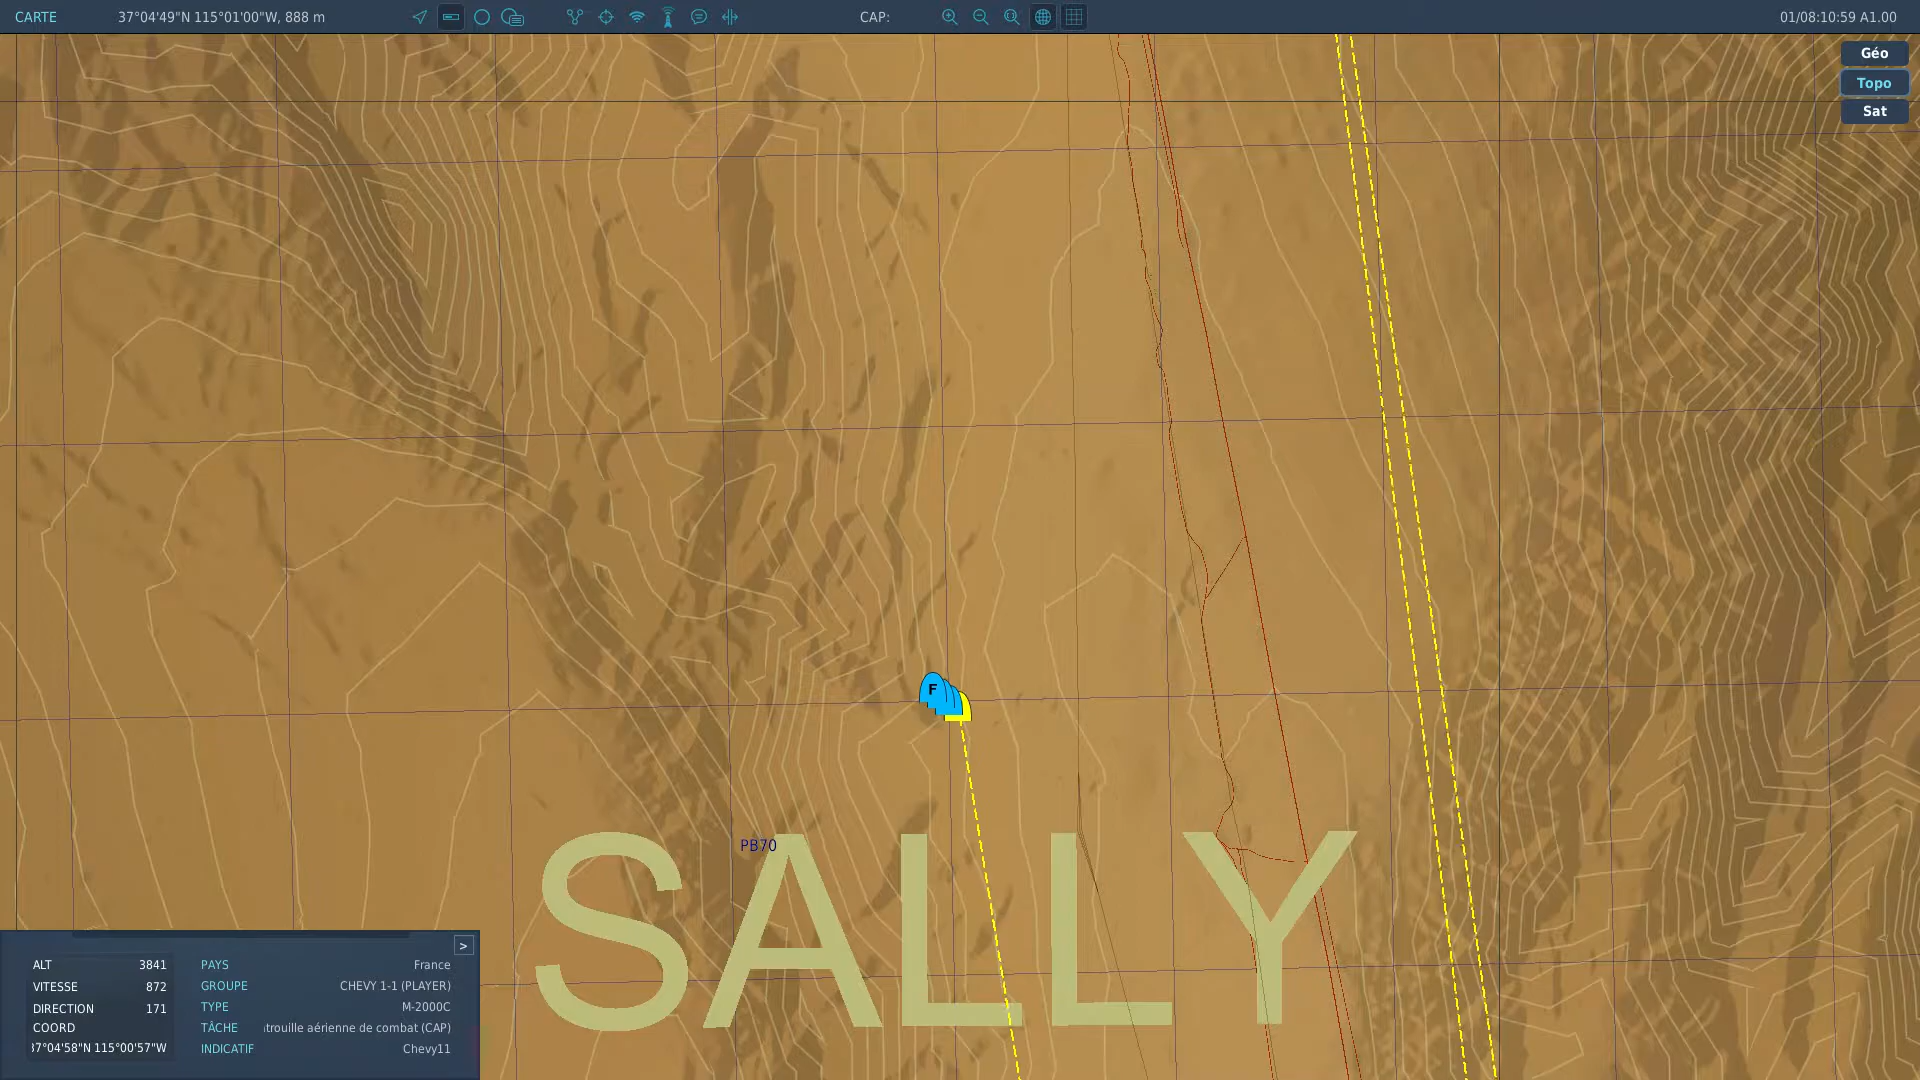 CARTE
37°04'49"N 115°01'00"W, 888 m
CAP:
01/08:10:59 A1.00
Géo
Topo
Sat
F
PB70
SALLY
>
ALT 3841
VITESSE 872
DIRECTION 171
COORD
37°04'58"N 115°00'57"W
PAYS France
GROUPE CHEVY 1-1 (PLAYER)
TYPE M-2000C
TÂCHE trouille aérienne de combat (CAP)
INDICATIF Chevy11